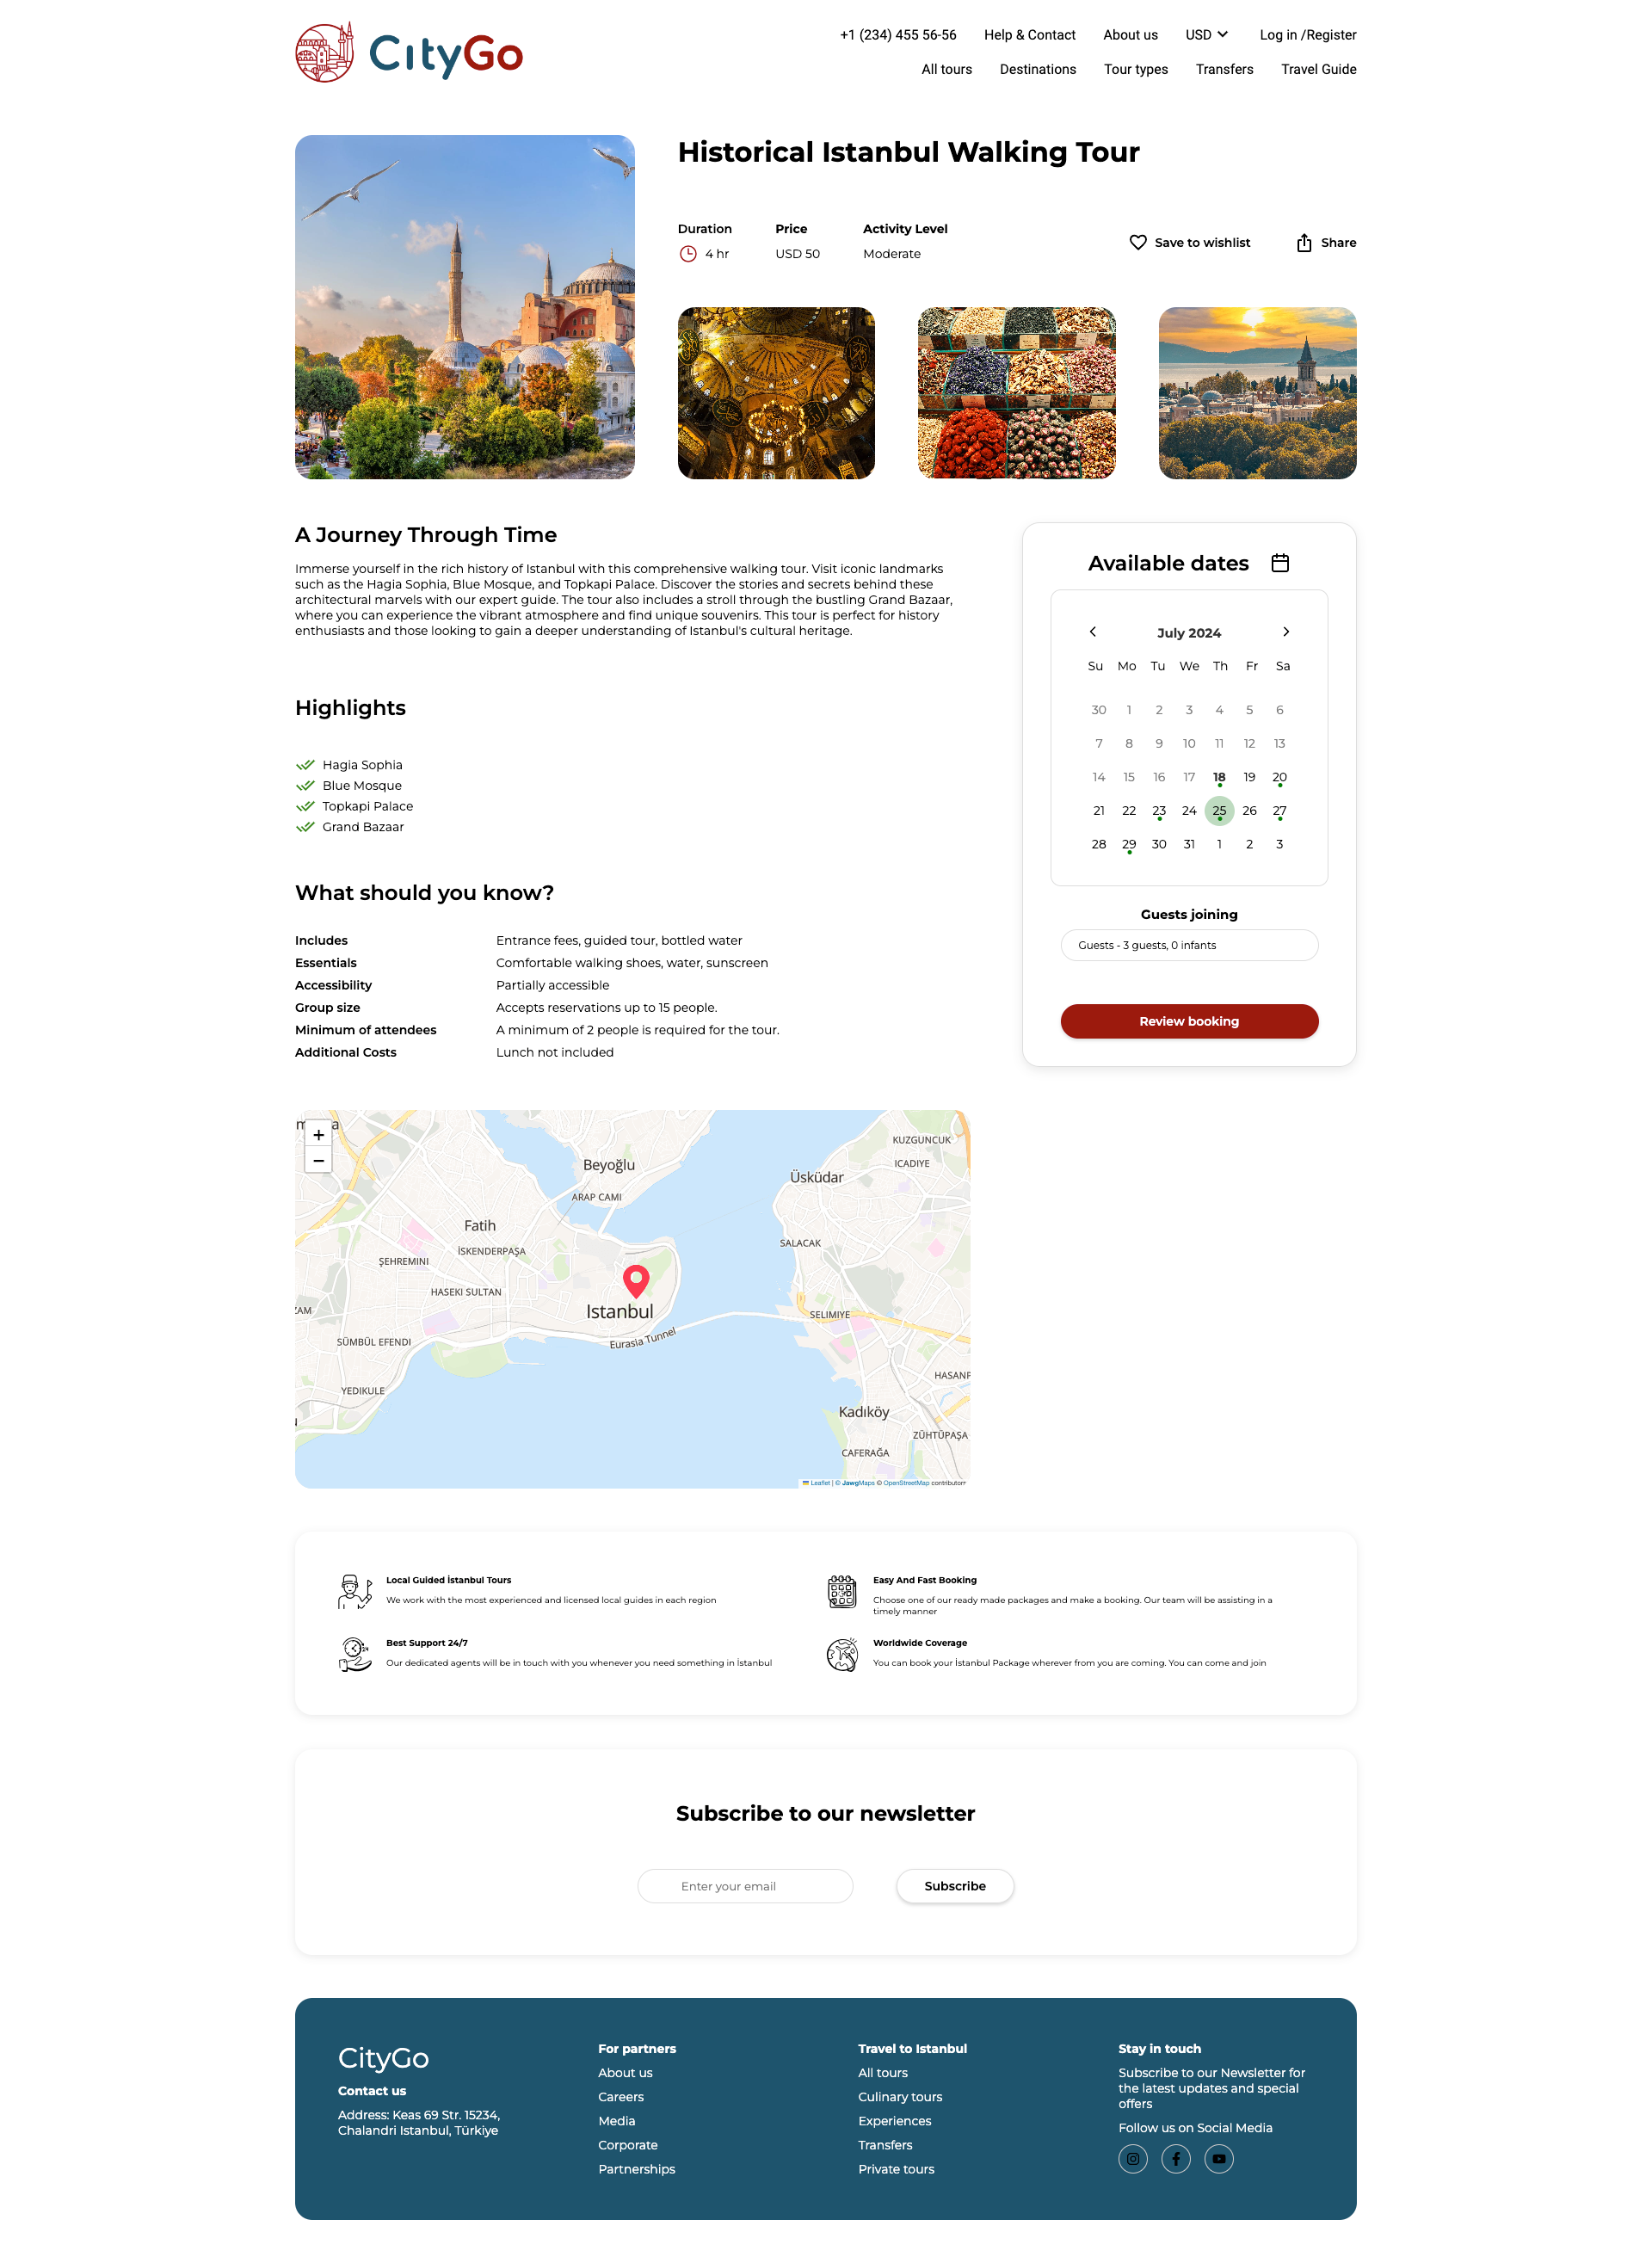 CityGo
+1 (234) 455 56-56 Help & Contact About us USD Log in /Register
All tours Destinations Tour types Transfers Travel Guide
Historical Istanbul Walking Tour
Duration Price Activity Level
4 hr USD 50 Moderate
Save to wishlist Share
A Journey Through Time
Immerse yourself in the rich history of Istanbul with this comprehensive walking tour. Visit iconic landmarks
such as the Hagia Sophia, Blue Mosque, and Topkapi Palace. Discover the stories and secrets behind these
architectural marvels with our expert guide. The tour also includes a stroll through the bustling Grand Bazaar,
where you can experience the vibrant atmosphere and find unique souvenirs. This tour is perfect for history
enthusiasts and those looking to gain a deeper understanding of Istanbul's cultural heritage.
Highlights
Hagia Sophia
Blue Mosque
Topkapi Palace
Grand Bazaar
What should you know?
Includes Entrance fees, guided tour, bottled water
Essentials Comfortable walking shoes, water, sunscreen
Accessibility Partially accessible
Group size Accepts reservations up to 15 people.
Minimum of attendees A minimum of 2 people is required for the tour.
Additional Costs Lunch not included
Available dates
July 2024
Su Mo Tu We Th Fr Sa
30 1 2 3 4 5 6
7 8 9 10 11 12 13
14 15 16 17 18 19 20
21 22 23 24 25 26 27
28 29 30 31 1 2 3
Guests joining
Guests - 3 guests, 0 infants
Review booking
+
−
Beyoğlu
KUZGUNCUK
ICADIYE
Üsküdar
ARAP CAMI
Fatih
SALACAK
İSKENDERPAŞA
ŞEHREMINI
HASEKI SULTAN
Istanbul
SELIMIYE
Eurasia Tunnel
SÜMBÜL EFENDI
HASANP
YEDIKULE
Kadıköy
ZÜHTÜPAŞA
CAFERAĞA
Leaflet | © JawgMaps © OpenStreetMap contributors
Local Guided İstanbul Tours
We work with the most experienced and licensed local guides in each region
Easy And Fast Booking
Choose one of our ready made packages and make a booking. Our team will be assisting in a
timely manner
Best Support 24/7
Our dedicated agents will be in touch with you whenever you need something in İstanbul
Worldwide Coverage
You can book your İstanbul Package wherever from you are coming. You can come and join
Subscribe to our newsletter
Enter your email Subscribe
CityGo
Contact us
Address: Keas 69 Str. 15234,
Chalandri Istanbul, Türkiye
For partners
About us
Careers
Media
Corporate
Partnerships
Travel to Istanbul
All tours
Culinary tours
Experiences
Transfers
Private tours
Stay in touch
Subscribe to our Newsletter for
the latest updates and special
offers
Follow us on Social Media